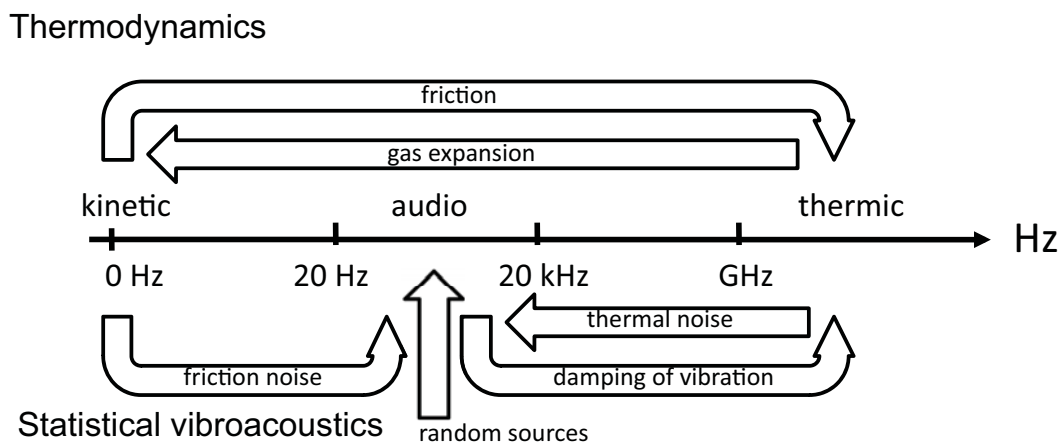 Thermodynamics
friction
gas expansion
kinetic audio thermic
Hz
0 Hz 20 Hz 20 kHz GHz
thermal noise
friction noise damping of vibration
Statistical vibroacoustics random sources